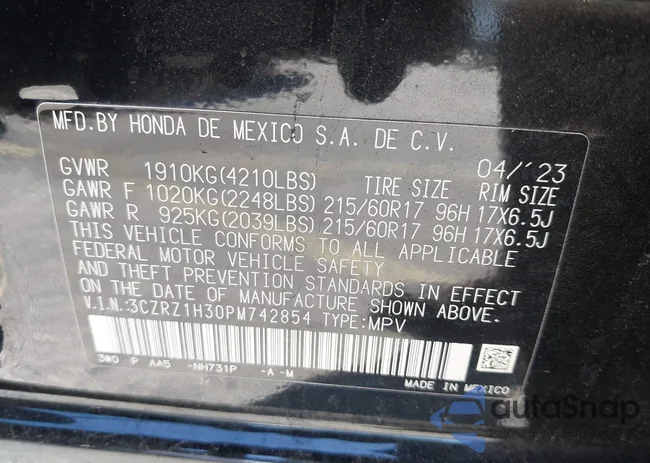 MFD.BY HONDA DE MEXICO S.A. DE C.V.
04/'23
GVWR 1910KG(4210LBS) TIRE SIZE RIM SIZE
GAWR F 1020KG(2248LBS) 215/60R17 96H 17X6.5J
GAWR R 925KG(2039LBS) 215/60R17 96H 17X6.5J
THIS VEHICLE CONFORMS TO ALL APPLICABLE
FEDERAL MOTOR VEHICLE SAFETY
AND THEFT PREVENTION STANDARDS IN EFFECT
ON THE DATE OF MANUFACTURE SHOWN ABOVE.
V.I.N.:3CZRZ1H30PM742854 TYPE:MPV
3W0 P AA5 -NH731P -A-M
MADE IN MEXICO
autoSnap